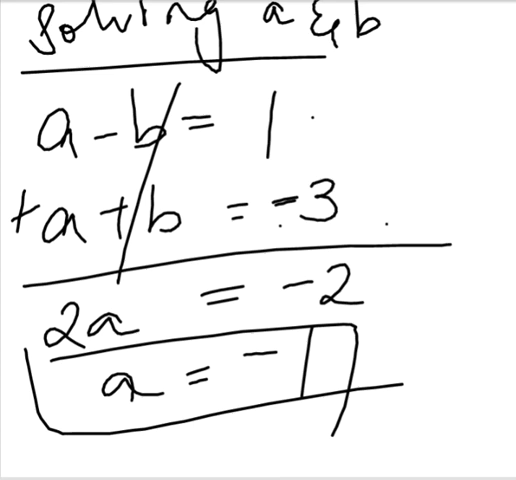 Solving a & b
a - b = 1
+ a + b = -3
2a = -2
a = -1